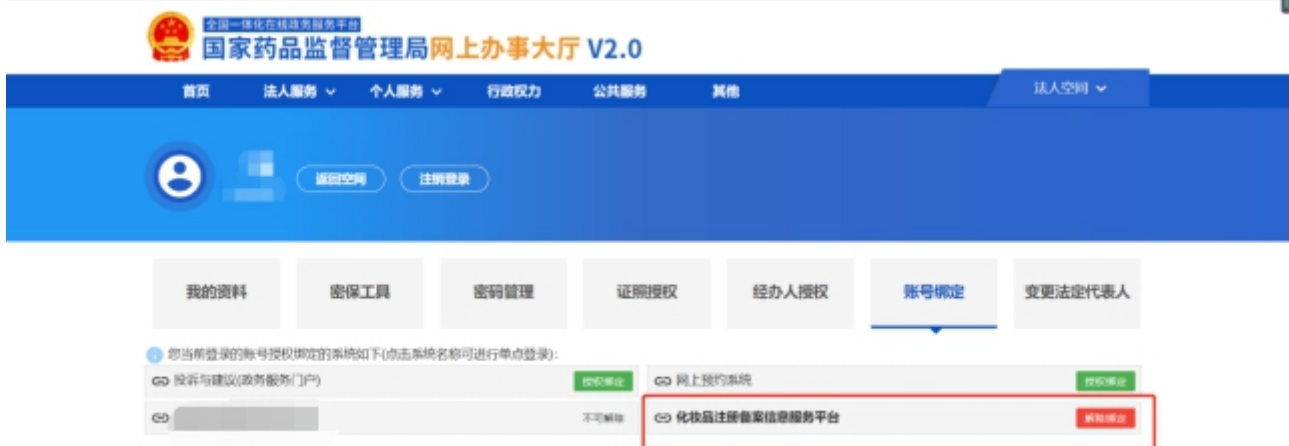 全国一体化在线政务服务平台
国家药品监督管理局网上办事大厅 V2.0
首页 法人服务 个人服务 行政权力 公共服务 其他 法人空间
返回空间 注销登录
我的资料 密保工具 密码管理 证照授权 经办人授权 账号绑定 变更法定代表人
您当前登录的账号授权绑定的系统如下(点击系统名称可进行单点登录):
投诉与建议(政务服务门户) 授权绑定 网上预约系统 授权绑定
不可解除 化妆品注册备案信息服务平台 解除绑定